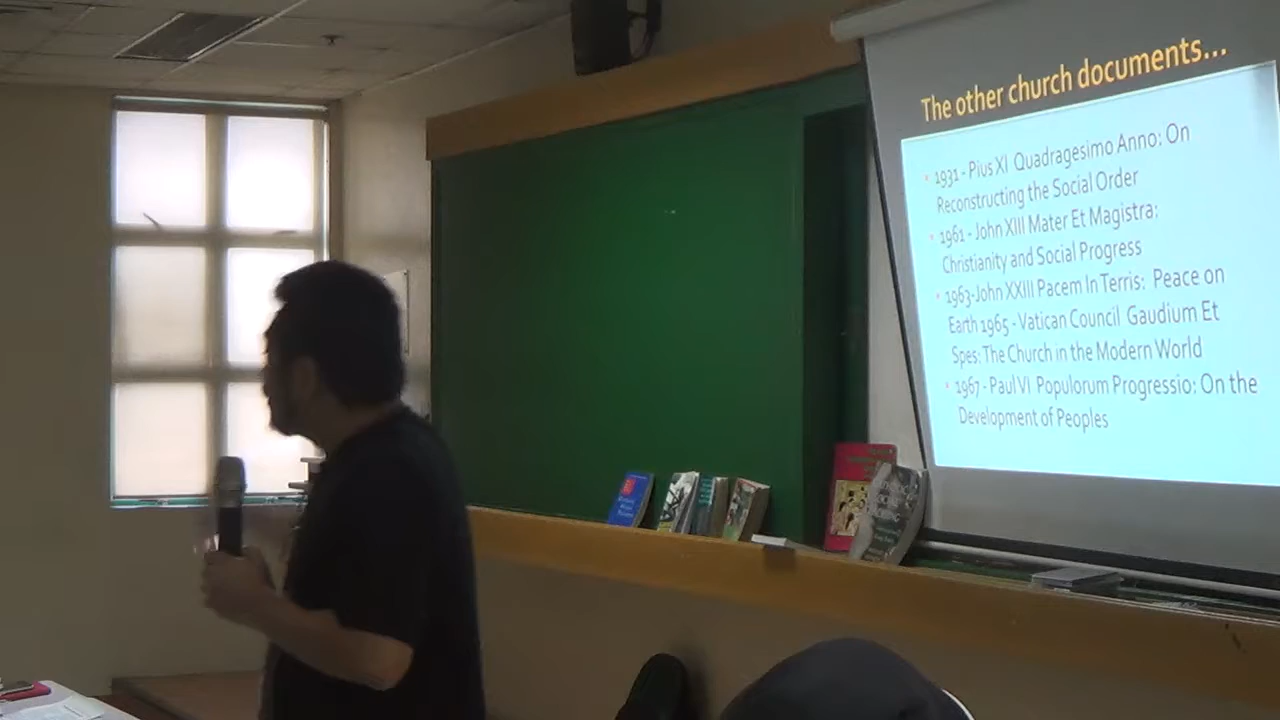 The other church documents...
1931 - Pius XI Quadragesimo Anno: On
Reconstructing the Social Order
1961 - John XIII Mater Et Magistra:
Christianity and Social Progress
1963-John XXIII Pacem In Terris: Peace on
Earth 1965 - Vatican Council Gaudium Et
Spes: The Church in the Modern World
1967 - Paul VI Populorum Progressio: On the
Development of Peoples